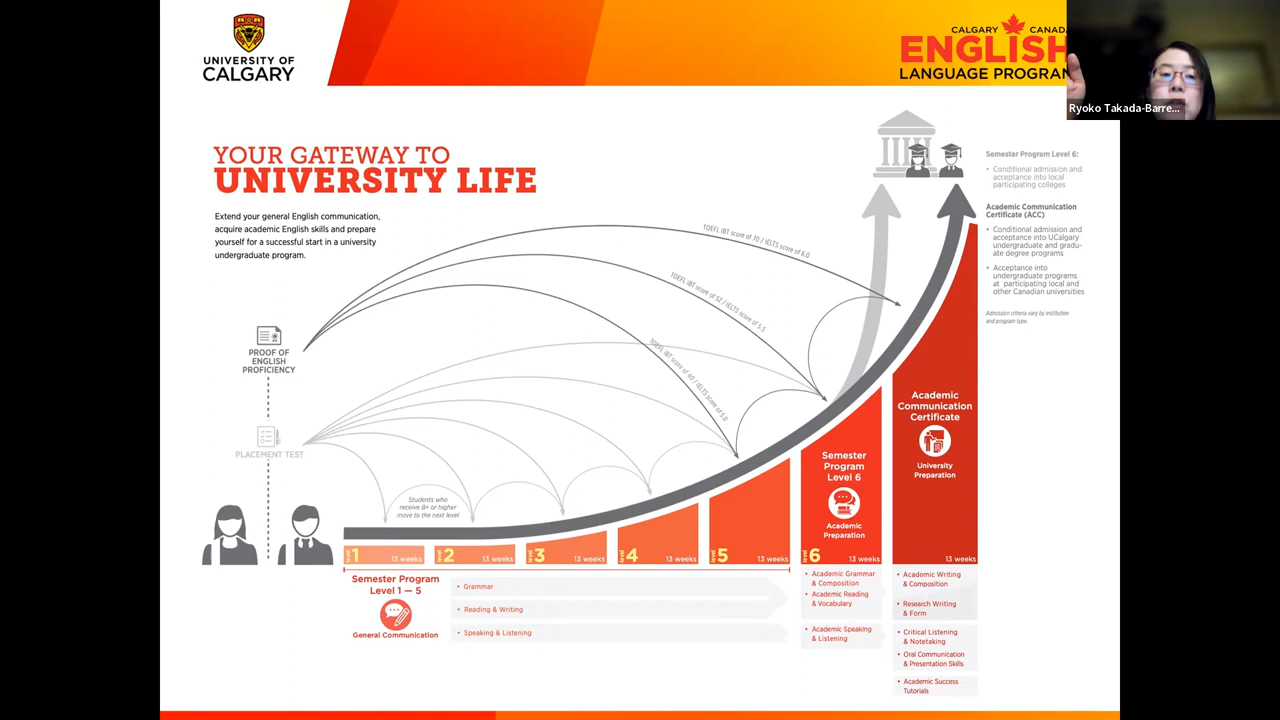 UNIVERSITY OF
CALGARY
CALGARY CANADA
ENGLISH
LANGUAGE PROGRAM
Ryoko Takada-Barre...
YOUR GATEWAY TO
UNIVERSITY LIFE
Extend your general English communication,
acquire academic English skills and prepare
yourself for a successful start in a university
undergraduate program.
Semester Program Level 6:
• Conditional admission and
acceptance into local
participating colleges
Academic Communication
Certificate (ACC)
• Conditional admission and
acceptance into UCalgary
undergraduate and gradu-
ate degree programs
• Acceptance into
undergraduate programs
at participating local and
other Canadian universities
Admission criteria vary by institution
and program type.
TOEFL iBT score of 70 / IELTS score of 6.0
TOEFL iBT score of 52 / IELTS score of 5.5
TOEFL iBT score of 40 / IELTS score of 5.0
PROOF OF
ENGLISH
PROFICIENCY
PLACEMENT TEST
Students who
receive B+ or higher
move to the next level
Academic
Communication
Certificate
University
Preparation
Semester
Program
Level 6
Academic
Preparation
level 1 13 weeks
level 2 13 weeks
level 3 13 weeks
level 4 13 weeks
level 5 13 weeks
level 6 13 weeks
13 weeks
Semester Program
Level 1 — 5
General Communication
• Grammar
• Reading & Writing
• Speaking & Listening
• Academic Grammar
& Composition
• Academic Reading
& Vocabulary
• Academic Speaking
& Listening
• Academic Writing
& Composition
• Research Writing
& Form
• Critical Listening
& Notetaking
• Oral Communication
& Presentation Skills
• Academic Success
Tutorials